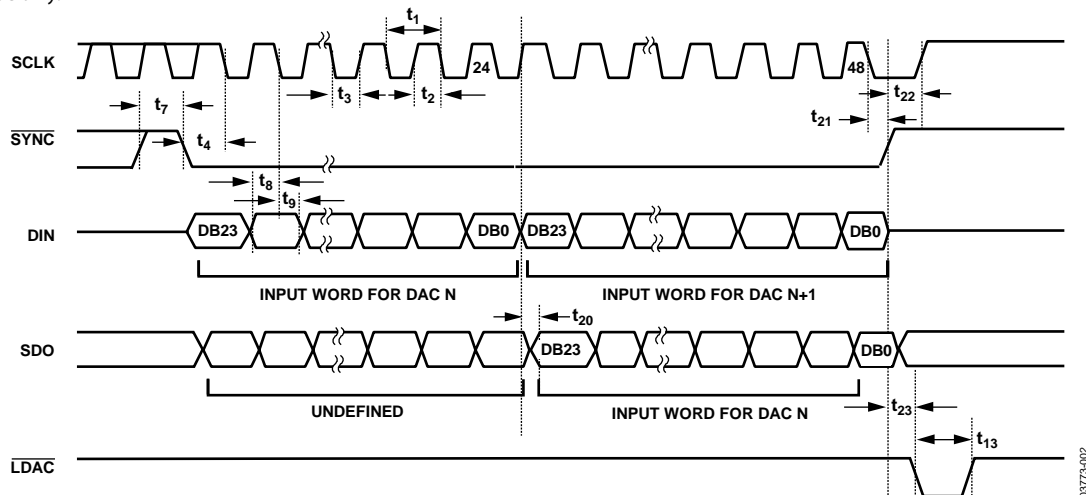 t1
SCLK
24
48
t3
t2
t22
t7
t21
SYNC
t4
t8
t9
DIN
DB23
DB0
DB23
DB0
INPUT WORD FOR DAC N
INPUT WORD FOR DAC N+1
t20
SDO
DB23
DB0
UNDEFINED
INPUT WORD FOR DAC N
t23
t13
LDAC
03773-002